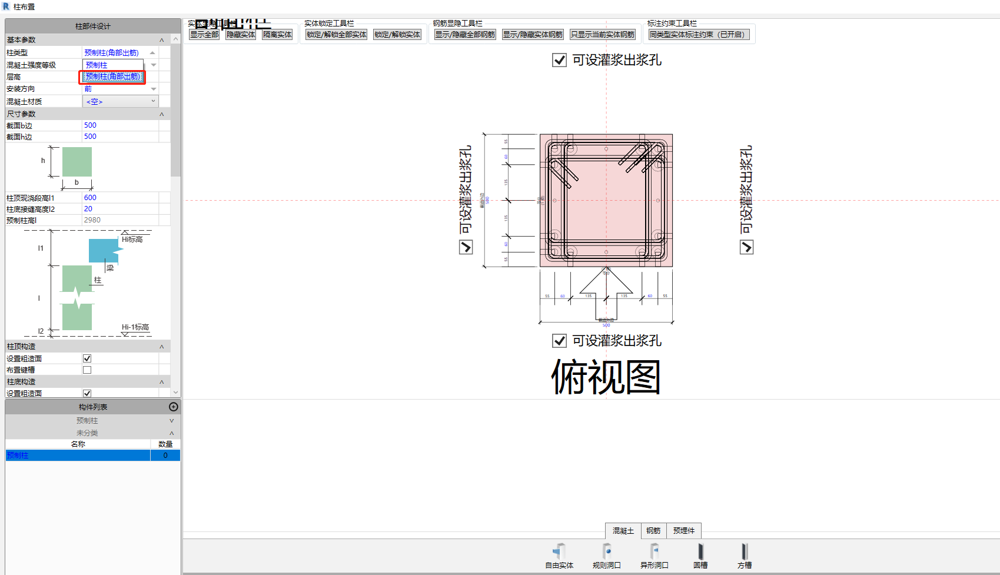 柱布置
柱部件设计
基本参数
柱类型 预制柱(角部出筋)
混凝土强度等级 预制柱
层高 预制柱(角部出筋)
安装方向 前
混凝土材质 <空>
尺寸参数
截面b边 500
截面h边 500
h
b
柱顶现浇段高l1 600
柱底接缝高度l2 20
预制柱高l 2980
Hi标高
l1
梁
柱
l
Hi-1标高
l2
柱顶构造
设置粗造面
布置键槽
柱底构造
设置粗造面
构件列表
预制柱
未分类
名称 数量
预制柱 0
实体显隐工具栏 实体锁定工具栏 钢筋显隐工具栏 标注约束工具栏
显示全部 隐藏实体 隔离实体 锁定/解锁全部实体 锁定/解锁实体 显示/隐藏全部钢筋 显示/隐藏实体钢筋 只显示当前实体钢筋 同类型实体标注约束（已开启）
可设灌浆出浆孔
可设灌浆出浆孔
可设灌浆出浆孔
55
60
135
135
60
55
截面h边
500
等分
55 60 135 135 60 55
截面b边
500
可设灌浆出浆孔
俯视图
混凝土 钢筋 预埋件
自由实体 规则洞口 异形洞口 圆槽 方槽